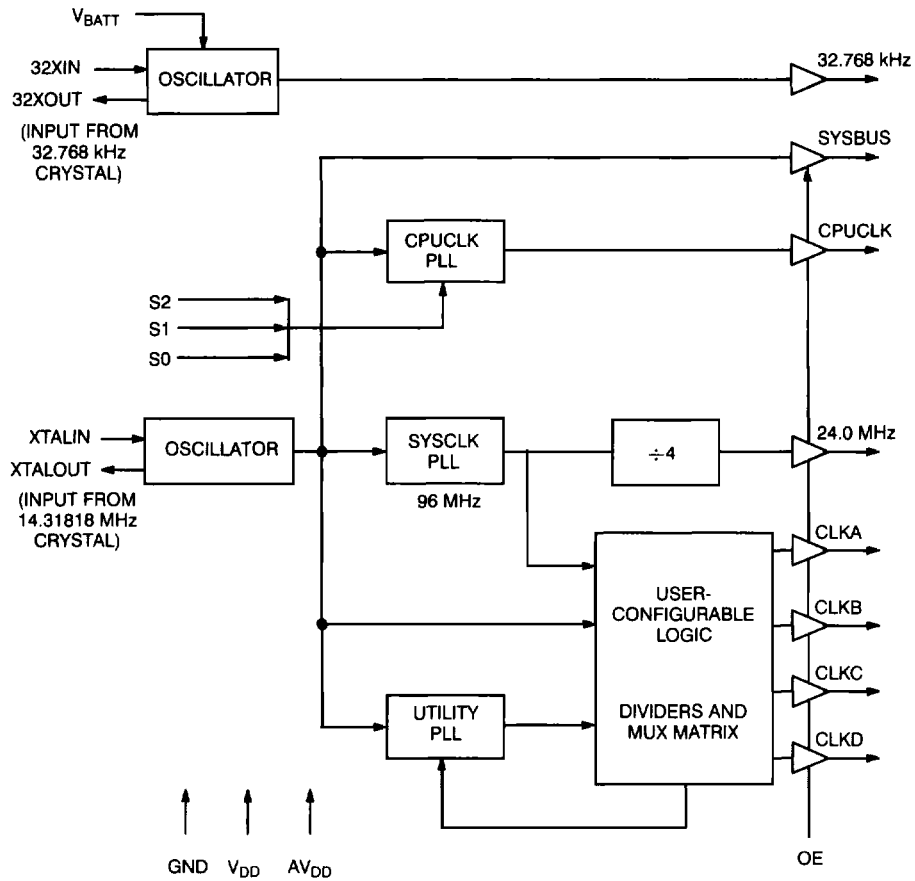 VBATT
32XIN
32XOUT
(INPUT FROM
32.768 kHz
CRYSTAL)
OSCILLATOR
32.768 kHz
SYSBUS
CPUCLK
PLL
CPUCLK
S2
S1
S0
XTALIN
XTALOUT
(INPUT FROM
14.31818 MHz
CRYSTAL)
OSCILLATOR
SYSCLK
PLL
96 MHz
÷4
24.0 MHz
USER-
CONFIGURABLE
LOGIC
DIVIDERS AND
MUX MATRIX
CLKA
CLKB
CLKC
CLKD
UTILITY
PLL
GND
VDD
AVDD
OE